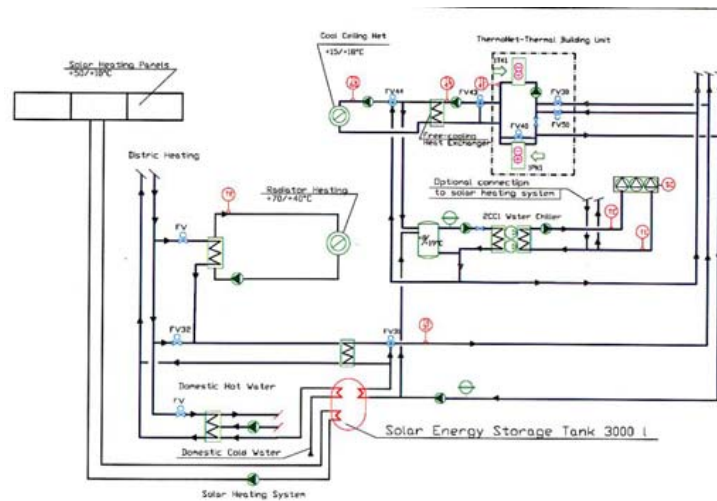 Cool Ceiling Net
+15/+18°C
ThermoNet-Thermal Building Unit
Solar Heating Panels
+50/+18°C
FV44
FV43
FV38
FV50
FV40
Free-cooling
Heat Exchanger
Distric Heating
Optional connection
to solar heating system
Radiator Heating
+70/+40°C
2CC1 Water Chiller
FV
FV32
FV31
Domestic Hot Water
FV
Solar Energy Storage Tank 3000 l
Domestic Cold Water
Solar Heating System